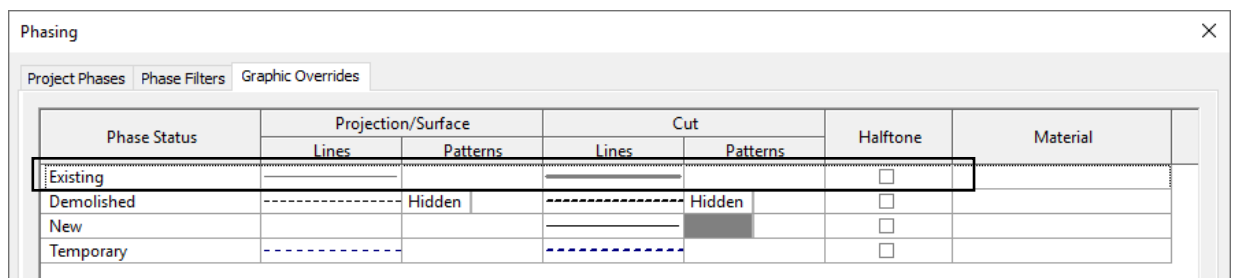 Phasing
Project Phases Phase Filters Graphic Overrides
Phase Status Projection/Surface Cut Halftone Material
Lines Patterns Lines Patterns
Existing
Demolished Hidden Hidden
New
Temporary